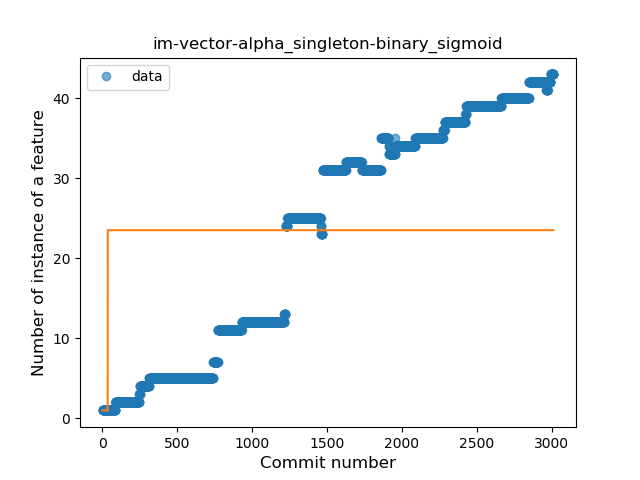 im-vector-alpha_singleton-binary_sigmoid
data
Number of instance of a feature
40
30
20
10
0
0 500 1000 1500 2000 2500 3000
Commit number